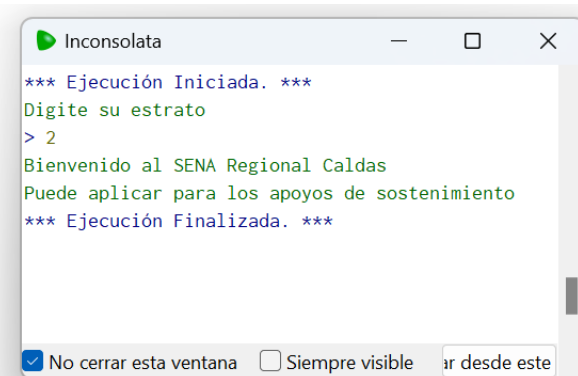 Inconsolata
*** Ejecución Iniciada. ***
Digite su estrato
> 2
Bienvenido al SENA Regional Caldas
Puede aplicar para los apoyos de sostenimiento
*** Ejecución Finalizada. ***
No cerrar esta ventana Siempre visible ar desde este